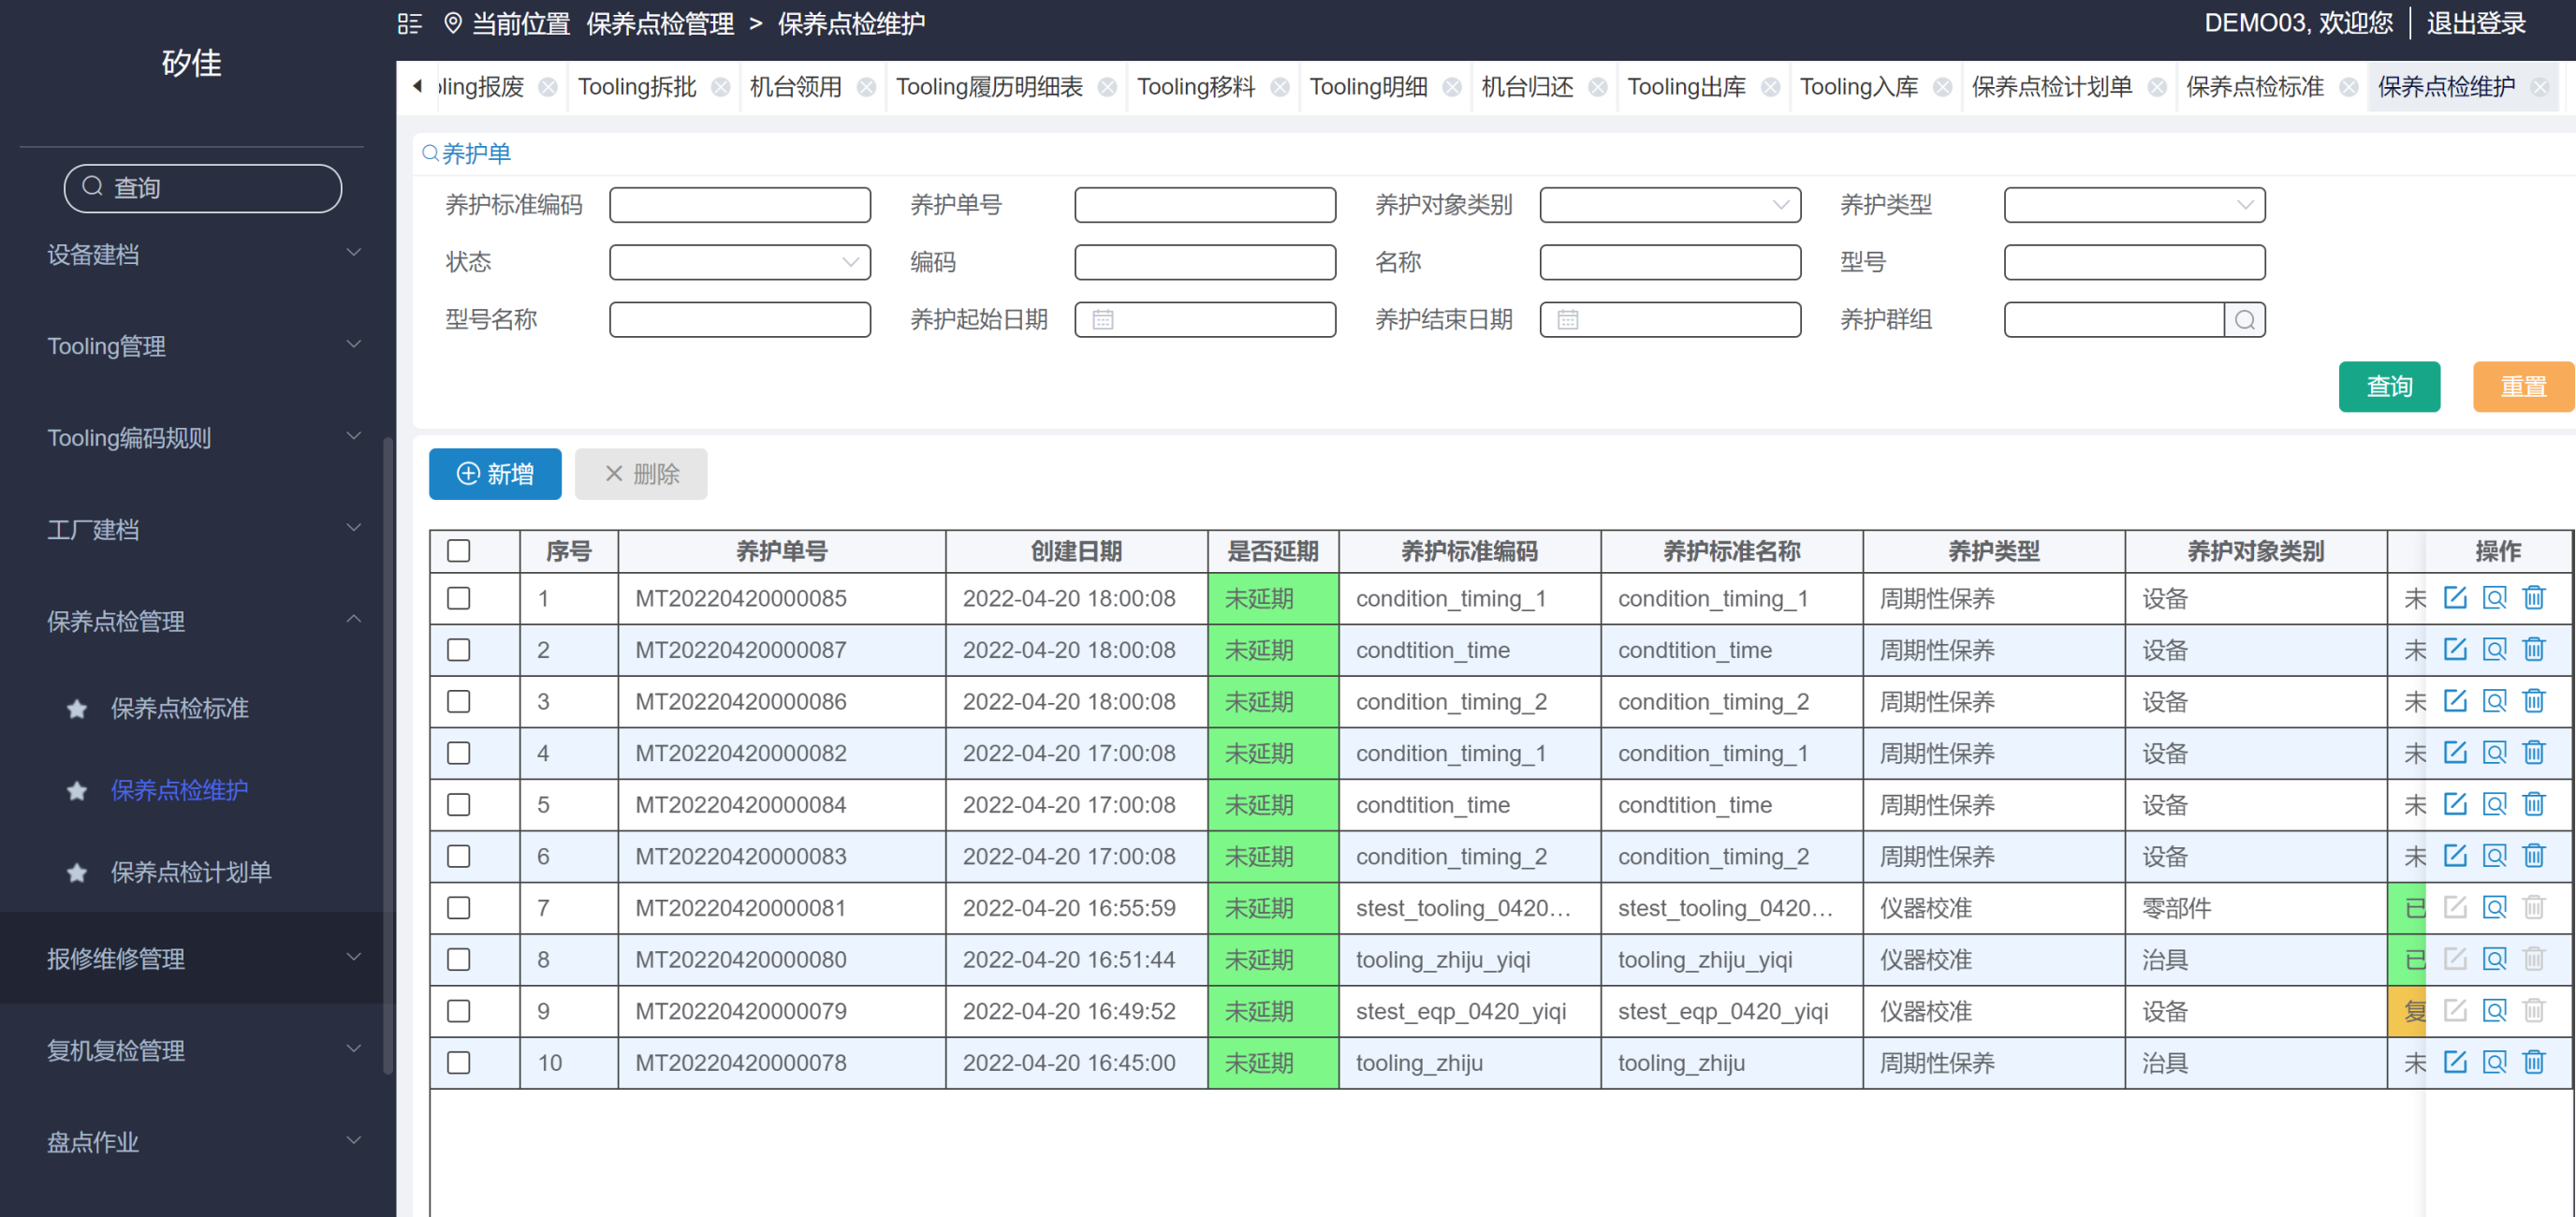 矽佳
查询
设备建档
Tooling管理
Tooling编码规则
工厂建档
保养点检管理
保养点检标准
保养点检维护
保养点检计划单
报修维修管理
复机复检管理
盘点作业
当前位置 保养点检管理 > 保养点检维护
DEMO03, 欢迎您 退出登录
ling报废 Tooling拆批 机台领用 Tooling履历明细表 Tooling移料 Tooling明细 机台归还 Tooling出库 Tooling入库 保养点检计划单 保养点检标准 保养点检维护
养护单
养护标准编码 养护单号 养护对象类别 养护类型
状态 编码 名称 型号
型号名称 养护起始日期 养护结束日期 养护群组
查询 重置
新增 删除
序号 养护单号 创建日期 是否延期 养护标准编码 养护标准名称 养护类型 养护对象类别 操作
1 MT20220420000085 2022-04-20 18:00:08 未延期 condition_timing_1 condition_timing_1 周期性保养 设备 未
2 MT20220420000087 2022-04-20 18:00:08 未延期 condtition_time condtition_time 周期性保养 设备 未
3 MT20220420000086 2022-04-20 18:00:08 未延期 condition_timing_2 condition_timing_2 周期性保养 设备 未
4 MT20220420000082 2022-04-20 17:00:08 未延期 condition_timing_1 condition_timing_1 周期性保养 设备 未
5 MT20220420000084 2022-04-20 17:00:08 未延期 condtition_time condtition_time 周期性保养 设备 未
6 MT20220420000083 2022-04-20 17:00:08 未延期 condition_timing_2 condition_timing_2 周期性保养 设备 未
7 MT20220420000081 2022-04-20 16:55:59 未延期 stest_tooling_0420... stest_tooling_0420... 仪器校准 零部件 已
8 MT20220420000080 2022-04-20 16:51:44 未延期 tooling_zhiju_yiqi tooling_zhiju_yiqi 仪器校准 治具 已
9 MT20220420000079 2022-04-20 16:49:52 未延期 stest_eqp_0420_yiqi stest_eqp_0420_yiqi 仪器校准 设备 复
10 MT20220420000078 2022-04-20 16:45:00 未延期 tooling_zhiju tooling_zhiju 周期性保养 治具 未